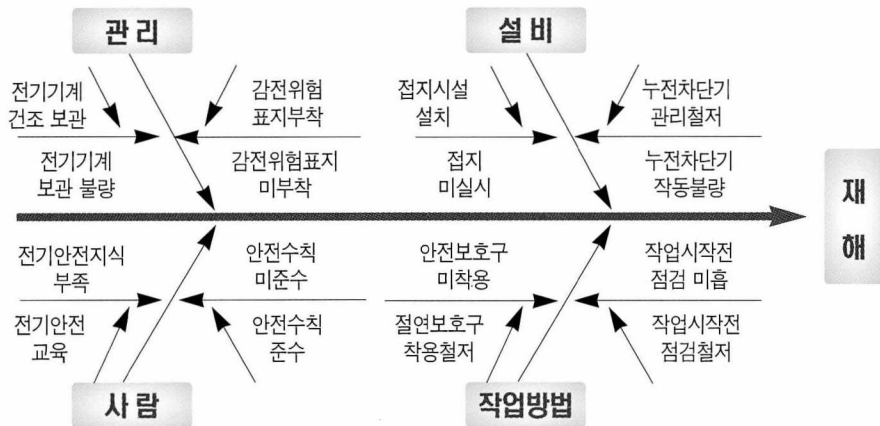 관 리
설 비
전기기계
건조 보관
감전위험
표지부착
접지시설
설치
누전차단기
관리철저
전기기계
보관 불량
감전위험표지
미부착
접지
미실시
누전차단기
작동불량
재
해
전기안전지식
부족
안전수칙
미준수
안전보호구
미착용
작업시작전
점검 미흡
전기안전
교육
안전수칙
준수
절연보호구
착용철저
작업시작전
점검철저
사 람
작업방법